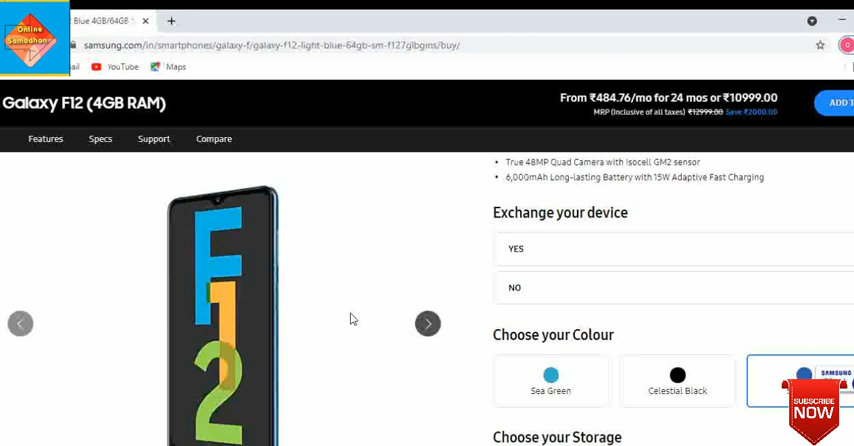 Online
Samadhan
Blue 4GB/64GB
samsung.com/in/smartphones/galaxy-f/galaxy-f12-light-blue-64gb-sm-f127glbgins/buy/
YouTube
Maps
Galaxy F12 (4GB RAM)
From ₹484.76/mo for 24 mos or ₹10999.00
MRP (Inclusive of all taxes) ₹12999.00 Save ₹2000.00
ADD T
Features
Specs
Support
Compare
True 48MP Quad Camera with Isocell GM2 sensor
6,000mAh Long-lasting Battery with 15W Adaptive Fast Charging
Exchange your device
YES
NO
F12
Choose your Colour
Sea Green
Celestial Black
SAMSUNG
SUBSCRIBE
NOW
Choose your Storage